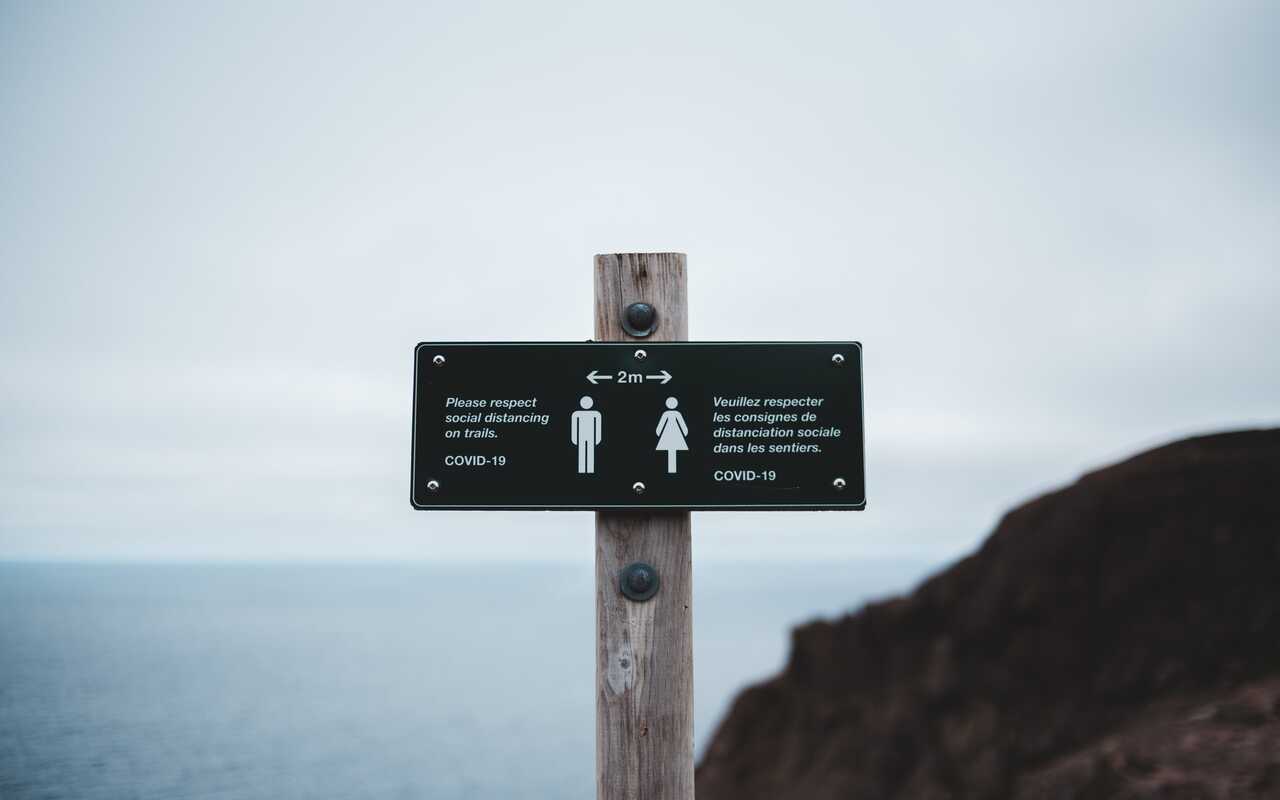 2m
Please respect
social distancing
on trails.
COVID-19
Veuillez respecter
les consignes de
distanciation sociale
dans les sentiers.
COVID-19